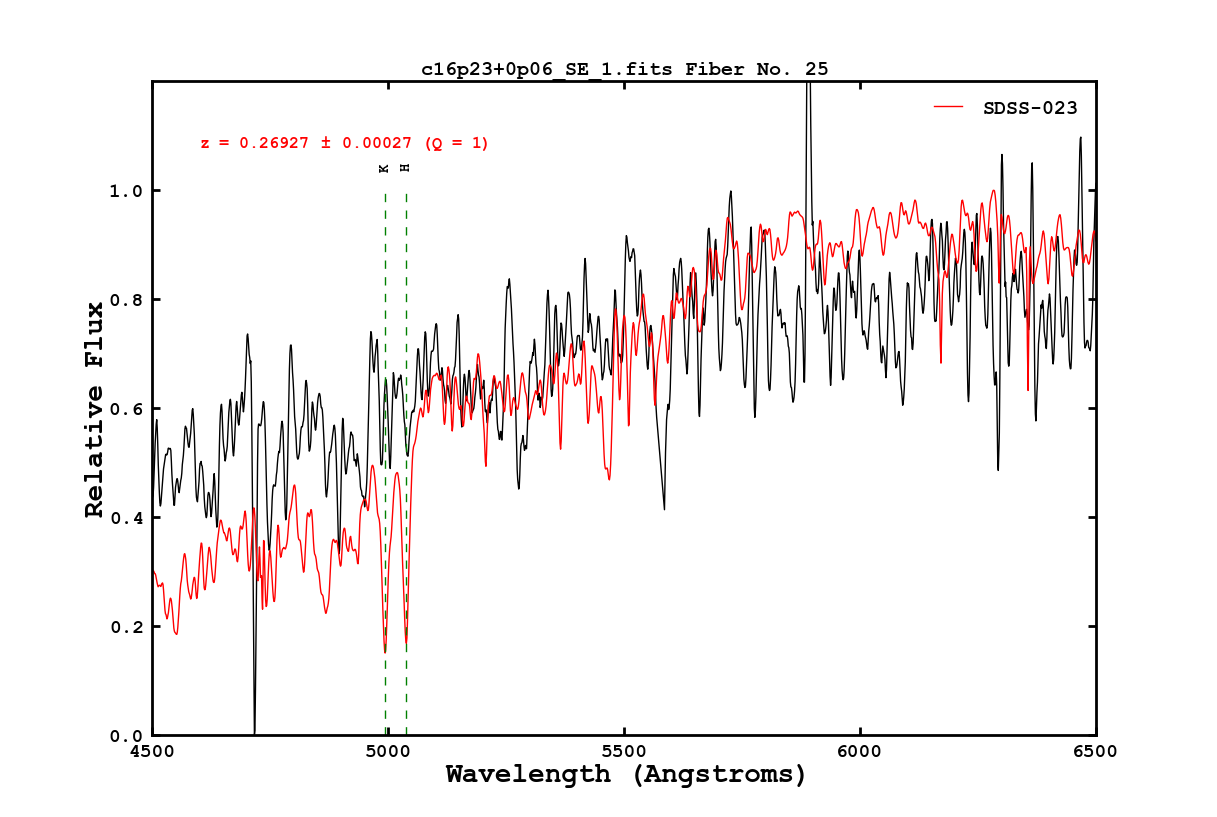 c16p23+0p06_SE_1.fits Fiber No. 25
SDSS-023
z = 0.26927 ± 0.00027 (Q = 1)
K H
1.0
0.8
0.6
0.4
0.2
0.0
Relative Flux
4500 5000 5500 6000 6500
Wavelength (Angstroms)